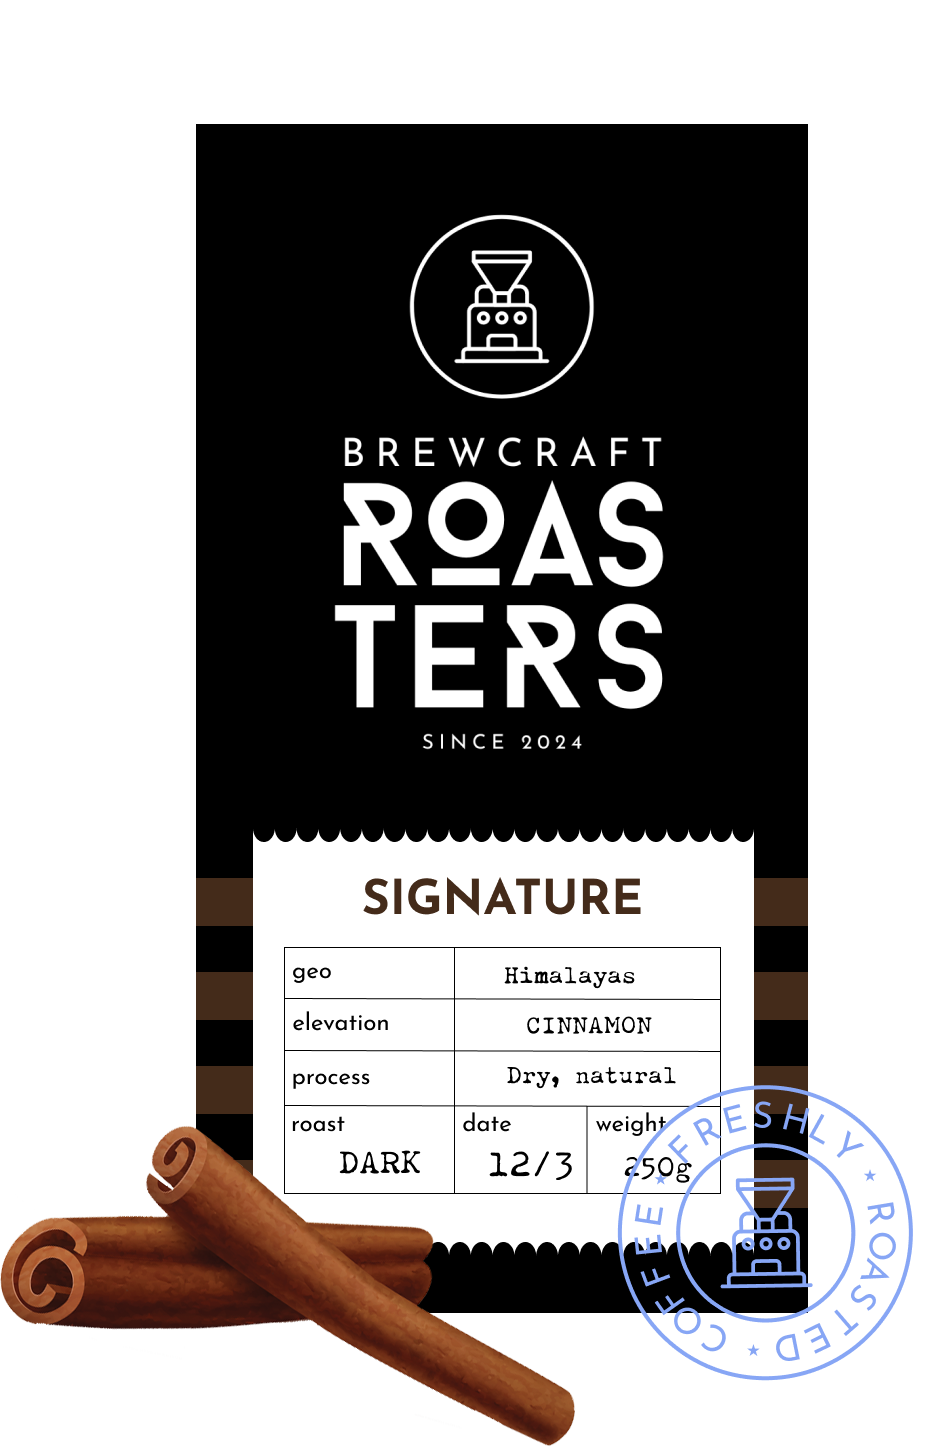 BREWCRAFT
ROAS
TERS
SINCE 2024
SIGNATURE
geo Himalayas
elevation CINNAMON
process Dry, natural
roast date weight
DARK 12/3 250g
FRESHLY ★ ROASTED ★ COFFEE ★